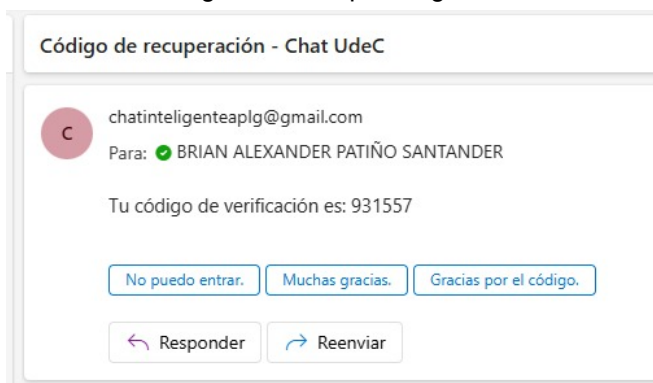 Código de recuperación - Chat UdeC
C
chatinteligenteaplg@gmail.com
Para: BRIAN ALEXANDER PATIÑO SANTANDER
Tu código de verificación es: 931557
No puedo entrar. Muchas gracias. Gracias por el código.
Responder Reenviar